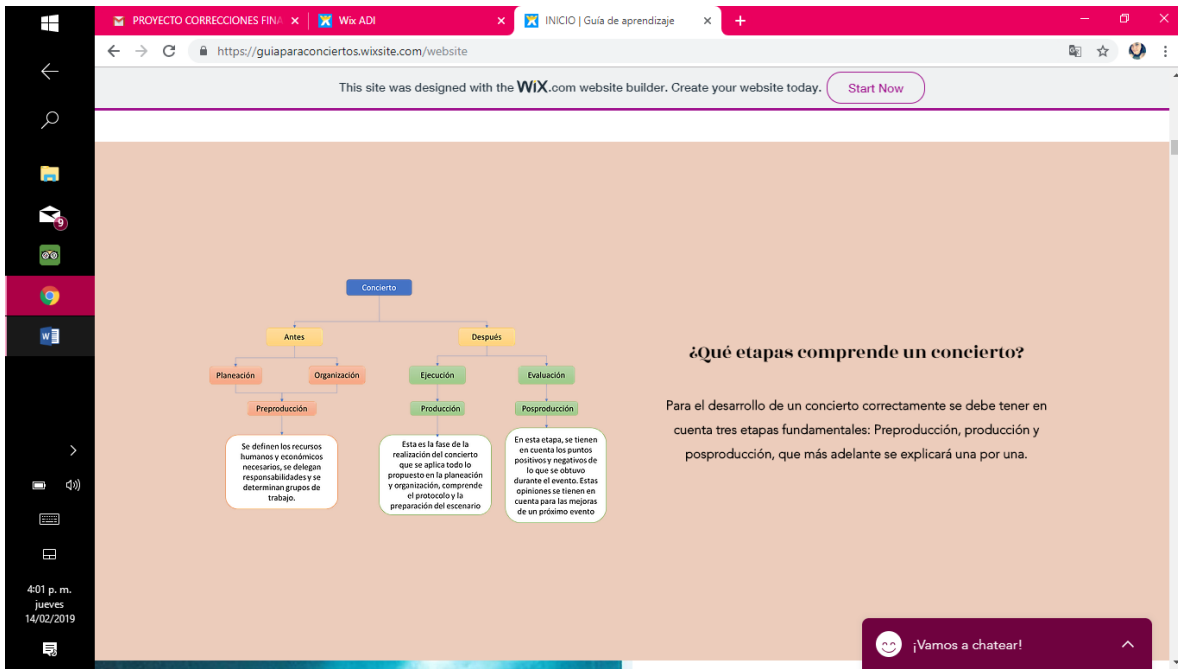 PROYECTO CORRECCIONES FINA
Wix ADI
INICIO | Guía de aprendizaje
https://guiaparaconciertos.wixsite.com/website
This site was designed with the WiX.com website builder. Create your website today.
Start Now
Concierto
Antes
Después
Planeación
Organización
Ejecución
Evaluación
Preproducción
Producción
Posproducción
Se definen los recursos
humanos y económicos
necesarios, se delegan
responsabilidades y se
determinan grupos de
trabajo.
Esta es la fase de la
realización del concierto
que se aplica todo lo
propuesto en la planeación
y organización, comprende
el protocolo y la
preparación del escenario
En esta etapa, se tienen
en cuenta los puntos
positivos y negativos de
lo que se obtuvo
durante el evento. Estas
opiniones se tienen en
cuenta para las mejoras
de un próximo evento
¿Qué etapas comprende un concierto?
Para el desarrollo de un concierto correctamente se debe tener en
cuenta tres etapas fundamentales: Preproducción, producción y
posproducción, que más adelante se explicará una por una.
9
4:01 p. m.
jueves
14/02/2019
¡Vamos a chatear!